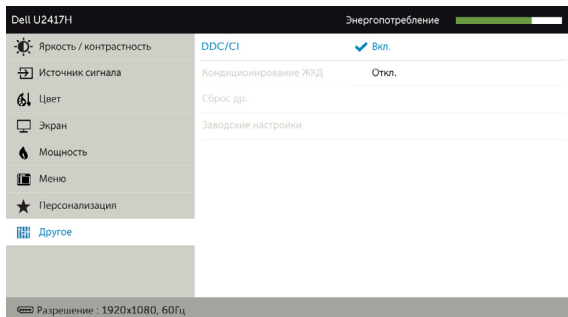 Dell U2417H Энергопотребление
Яркость / контрастность DDC/CI Вкл.
Источник сигнала Кондиционирование ЖКД Откл.
Цвет Сброс др.
Экран Заводские настройки
Мощность
Меню
Персонализация
Другое
Разрешение : 1920x1080, 60Гц